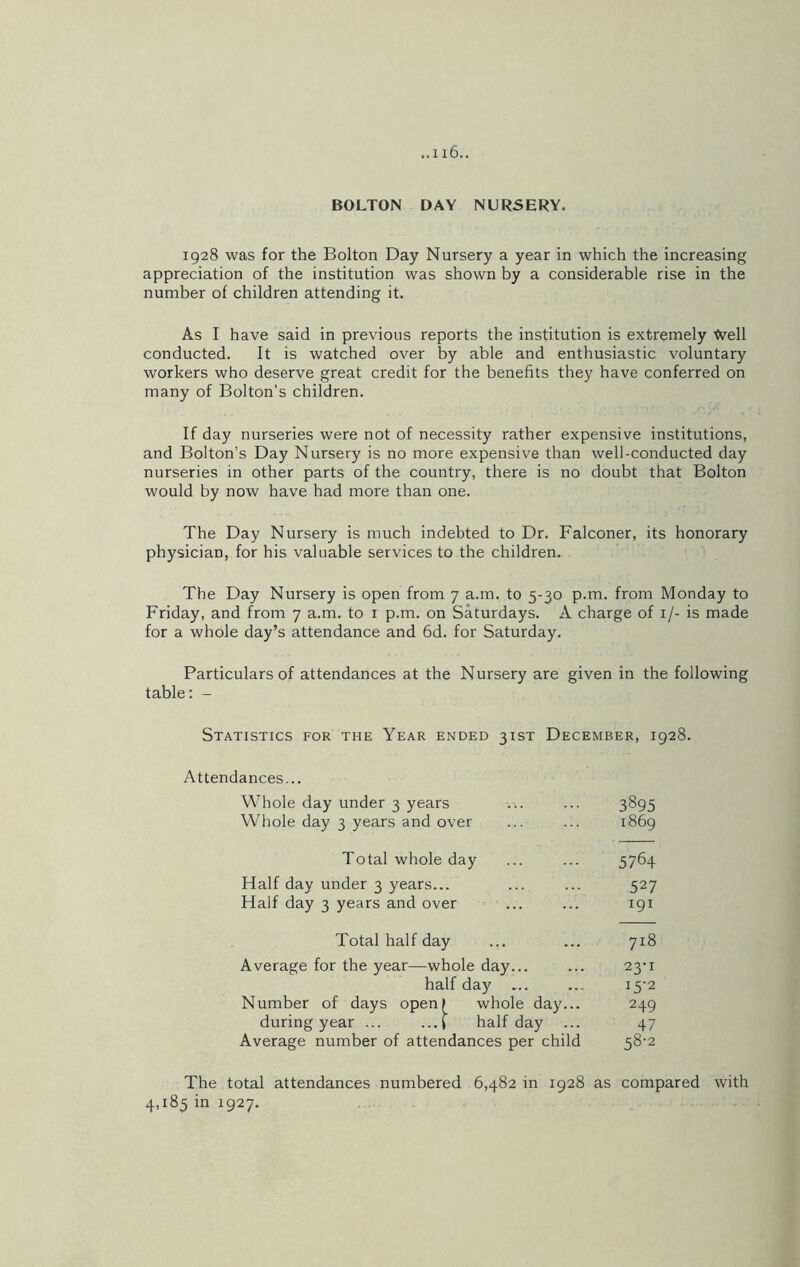 ..116..
BOLTON DAY NURSERY.
1928 was for the Bolton Day Nursery a year in which the increasing
appreciation of the institution was shown by a considerable rise in the
number of children attending it.
As I have said in previous reports the institution is extremely well
conducted. It is watched over by able and enthusiastic voluntary
workers who deserve great credit for the benefits they have conferred on
many of Bolton's children.
If day nurseries were not of necessity rather expensive institutions,
and Bolton's Day Nursery is no more expensive than well-conducted day
nurseries in other parts of the country, there is no doubt that Bolton
would by now have had more than one.
The Day Nursery is much indebted to Dr. Falconer, its honorary
physician, for his valuable services to the children.
The Day Nursery is open from 7 a.m. to 5-30 p.m. from Monday to
Friday, and from 7 a.m. to 1 p.m. on Saturdays. A charge of 1/- is made
for a whole day's attendance and 6d. for Saturday.
Particulars of attendances at the Nursery are given in the following
table: –
Statistics for the Year ended 31st December, 1928.
Attendances...
Whole day under 3 years ... ... 3895
Whole day 3 years and over ... ... 1869
Total whole day ... ... 5764
Half day under 3 years... ... ... 527
Half day 3 years and over ... ... 191
Total half day ... ... 718
Average for the year—whole day... ... 23·1
half day ... ... 15·2
Number of days open } whole day... 249
during year ... ... } half day ... 47
Average number of attendances per child 58·2
The total attendances numbered 6,482 in 1928 as compared with
4,185 in 1927.